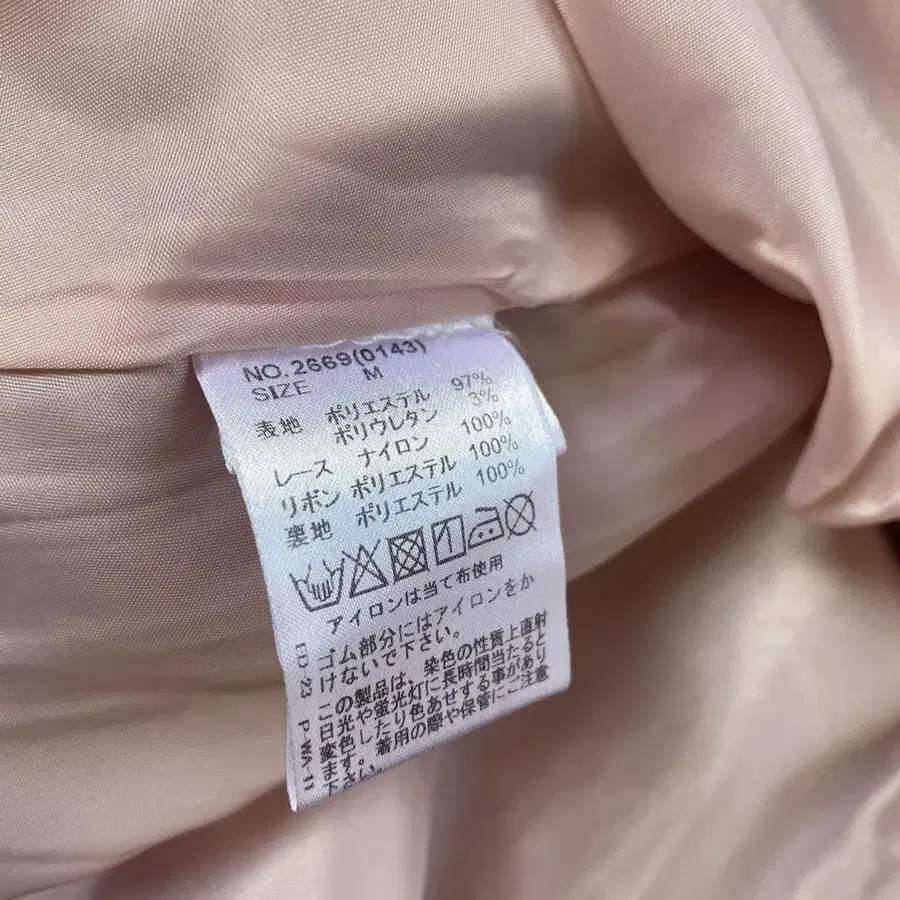 NO.2669(0143)
SIZE M
表地 ポリエステル 97%
ポリウレタン 3%
レース ナイロン 100%
リボン ポリエステル 100%
裏地 ポリエステル 100%
アイロンは当て布使用
ゴム部分にはアイロンをか
けないで下さい。
この製品は、染色の性質上直射
日光や蛍光灯に長時間当たると
変色したり色あせする事があり
ます。着用の際や保管にご注意
下さい。
P-WA-11